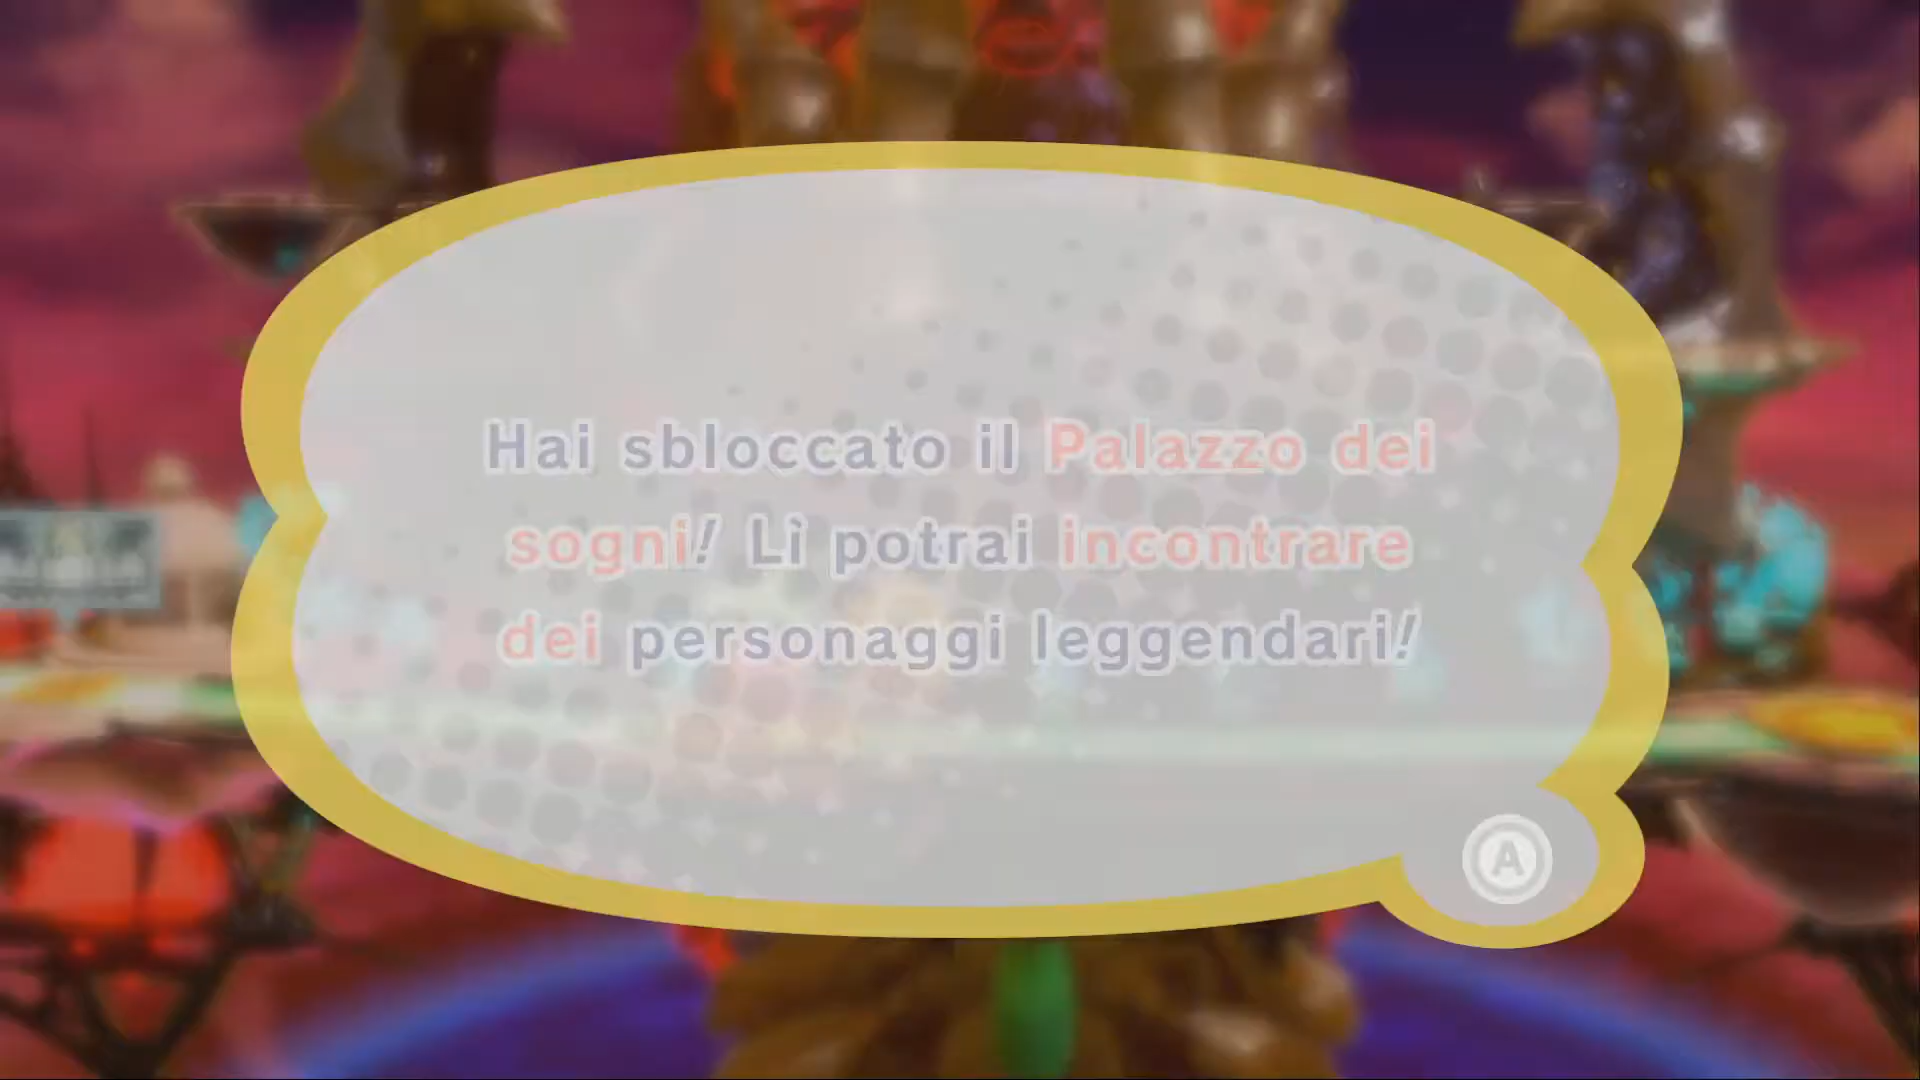 Hai sbloccato il Palazzo dei
sogni! Lì potrai incontrare
dei personaggi leggendari!
A